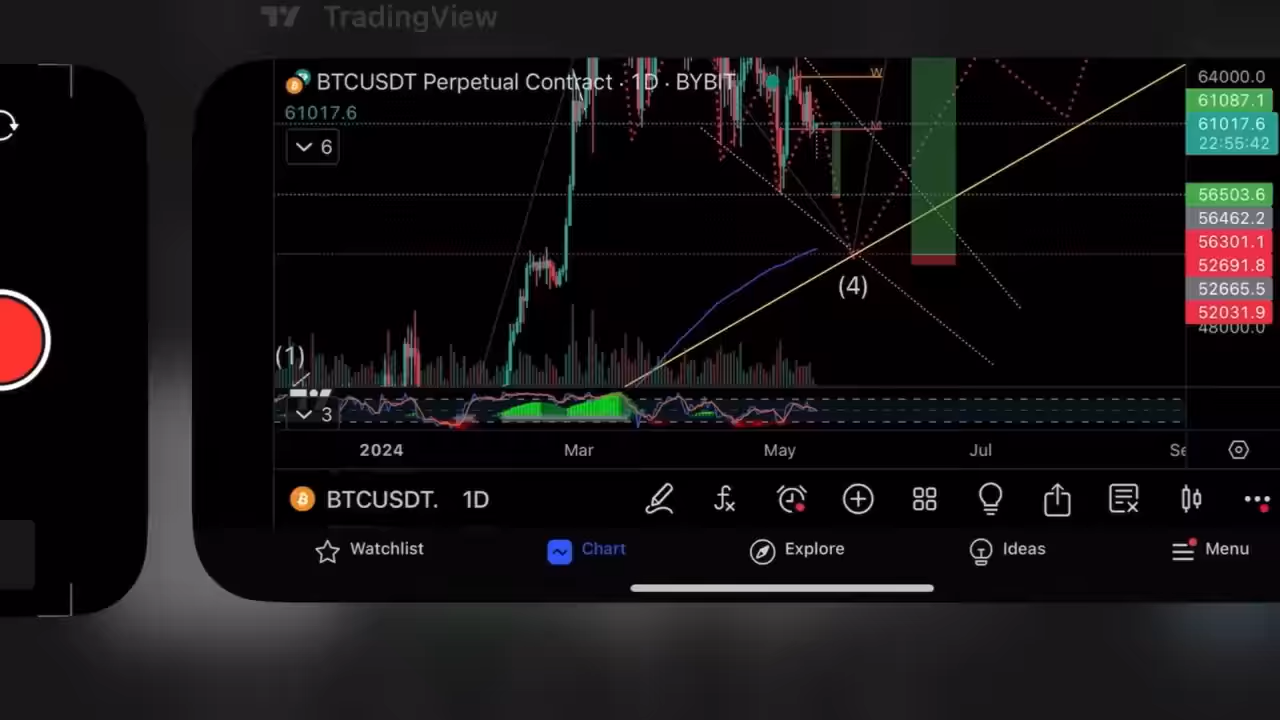 TradingView
BTCUSDT Perpetual Contract · 1D · BYBIT
61017.6
6
W
M
64000.0
61087.1
61017.6
22:55:42
56503.6
56462.2
56301.1
52691.8
52665.5
52031.9
48000.0
(4)
(1)
3
2024 Mar May Jul
BTCUSDT. 1D
Watchlist Chart Explore Ideas Menu